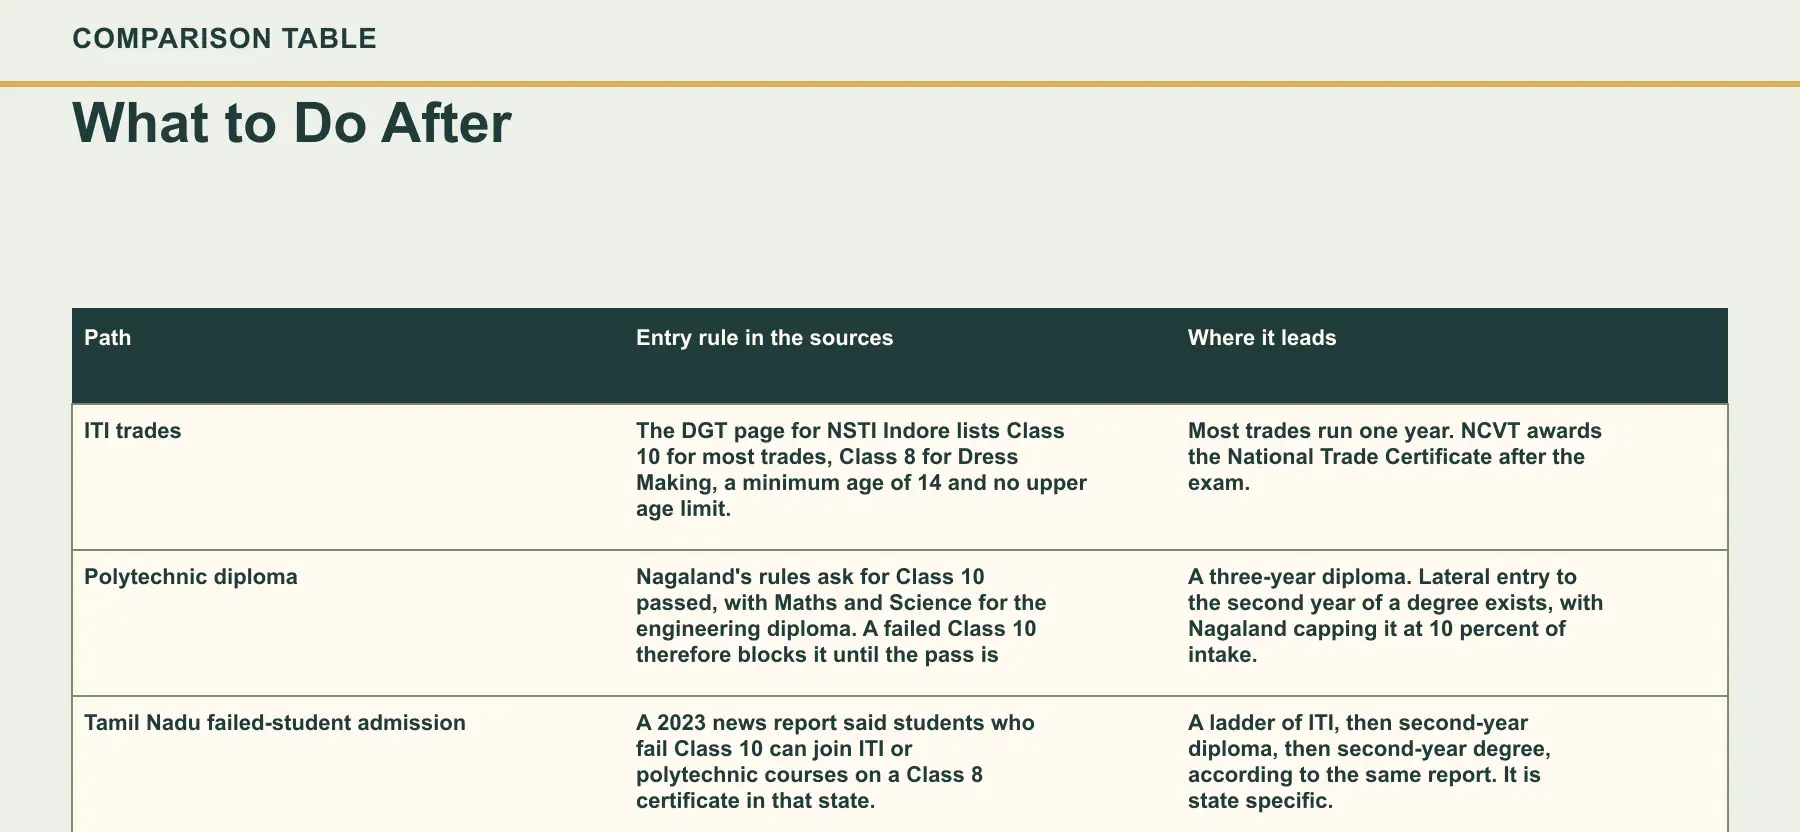 COMPARISON TABLE
What to Do After
Path
Entry rule in the sources
Where it leads
ITI trades
The DGT page for NSTI Indore lists Class
10 for most trades, Class 8 for Dress
Making, a minimum age of 14 and no upper
age limit.
Most trades run one year. NCVT awards
the National Trade Certificate after the
exam.
Polytechnic diploma
Nagaland's rules ask for Class 10
passed, with Maths and Science for the
engineering diploma. A failed Class 10
therefore blocks it until the pass is
A three-year diploma. Lateral entry to
the second year of a degree exists, with
Nagaland capping it at 10 percent of
intake.
Tamil Nadu failed-student admission
A 2023 news report said students who
fail Class 10 can join ITI or
polytechnic courses on a Class 8
certificate in that state.
A ladder of ITI, then second-year
diploma, then second-year degree,
according to the same report. It is
state specific.